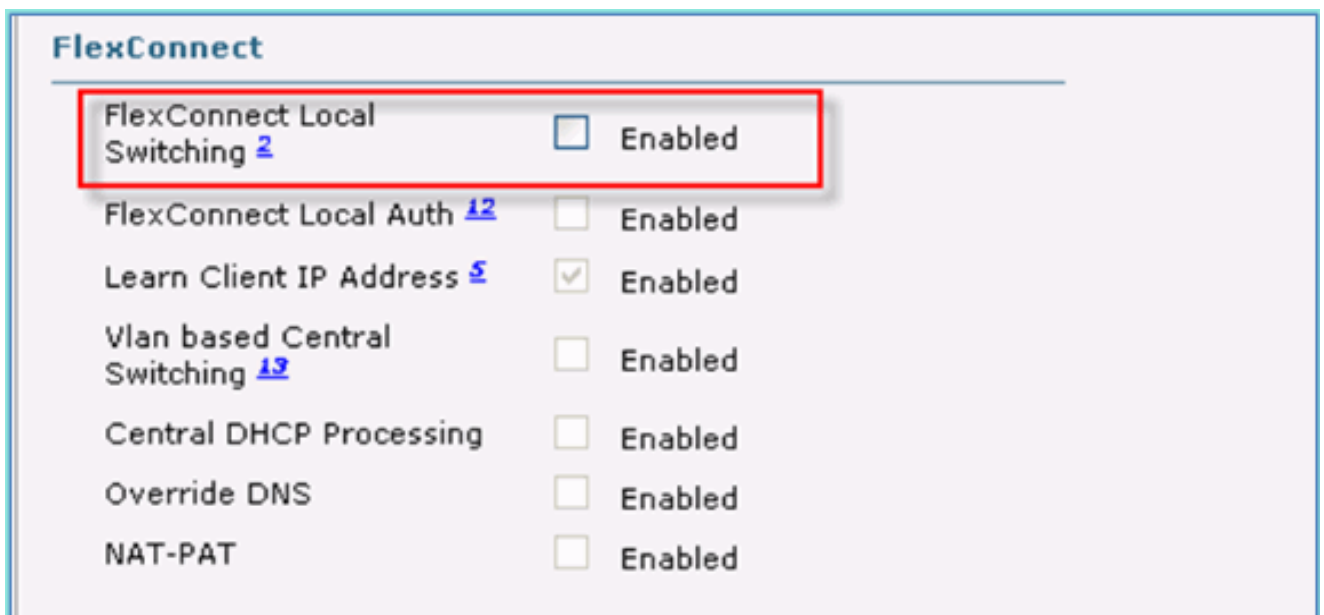 FlexConnect
FlexConnect Local
Switching 2 Enabled
FlexConnect Local Auth 12 Enabled
Learn Client IP Address 5 Enabled
Vlan based Central
Switching 13 Enabled
Central DHCP Processing Enabled
Override DNS Enabled
NAT-PAT Enabled